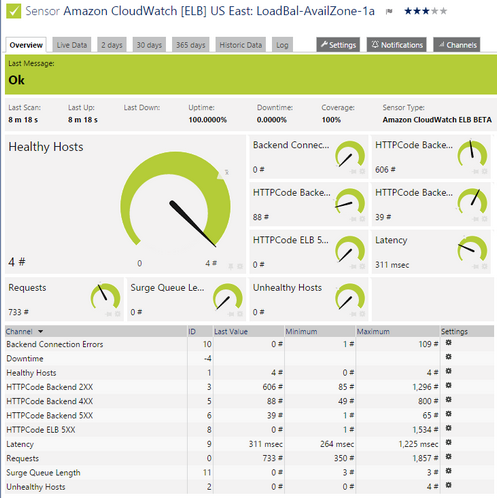 Sensor Amazon CloudWatch [ELB] US East: LoadBal-AvailZone-1a
Overview Live Data 2 days 30 days 365 days Historic Data Log Settings Notifications Channels
Last Message:
Ok
Last Scan: Last Up: Last Down: Uptime: Downtime: Coverage: Sensor Type:
8 m 18 s 8 m 18 s 100.0000% 0.0000% 100% Amazon CloudWatch ELB BETA
Healthy Hosts
4 #
0 4 #
Backend Connec...
0 #
HTTPCode Backe...
606 #
HTTPCode Backe...
88 #
HTTPCode Backe...
39 #
HTTPCode ELB 5...
0 #
Latency
311 msec
Requests
733 #
Surge Queue Le...
0 #
Unhealthy Hosts
0 #
Channel ID Last Value Minimum Maximum Settings
Backend Connection Errors 10 0 # 1 # 109 #
Downtime -4
Healthy Hosts 1 4 # 0 # 4 #
HTTPCode Backend 2XX 3 606 # 85 # 1,296 #
HTTPCode Backend 4XX 5 88 # 49 # 800 #
HTTPCode Backend 5XX 6 39 # 1 # 65 #
HTTPCode ELB 5XX 8 0 # 1 # 1,534 #
Latency 9 311 msec 264 msec 1,225 msec
Requests 0 733 # 350 # 1,857 #
Surge Queue Length 11 0 # 3 # 3 #
Unhealthy Hosts 2 0 # 0 # 4 #